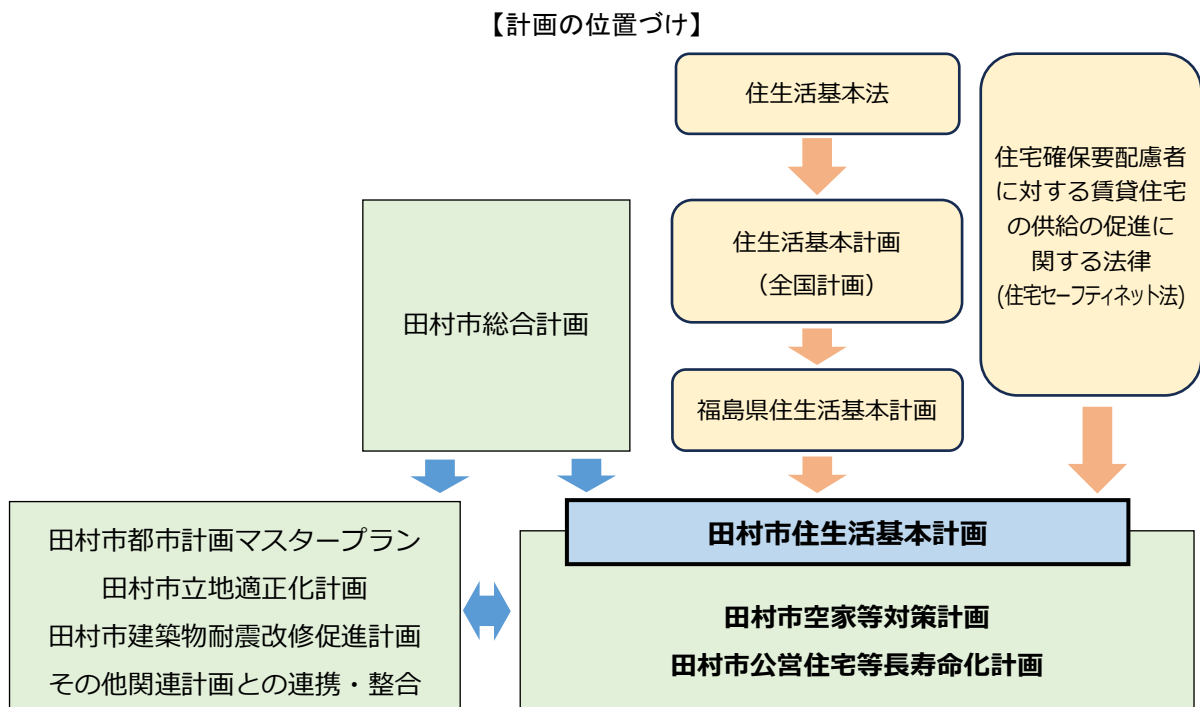 【計画の位置づけ】
住生活基本法
住生活基本計画
（全国計画）
福島県住生活基本計画
住宅確保要配慮者
に対する賃貸住宅
の供給の促進に
関する法律
(住宅セーフティネット法)
田村市総合計画
田村市住生活基本計画
田村市都市計画マスタープラン
田村市立地適正化計画
田村市建築物耐震改修促進計画
その他関連計画との連携・整合
田村市空家等対策計画
田村市公営住宅等長寿命化計画